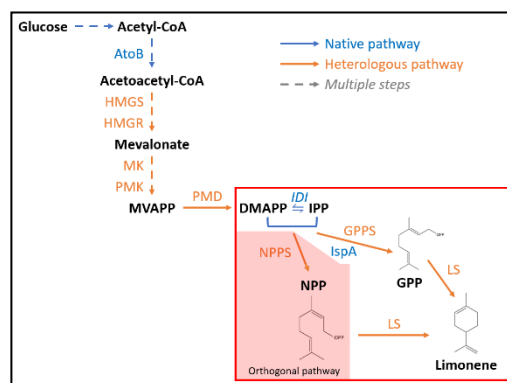 Glucose
Acetyl-CoA
AtoB
Native pathway
Heterologous pathway
Multiple steps
Acetoacetyl-CoA
HMGS
HMGR
Mevalonate
MK
PMK
MVAPP
PMD
DMAPP
IDI
IPP
NPPS
GPPS
IspA
NPP
GPP
LS
LS
Orthogonal pathway
Limonene